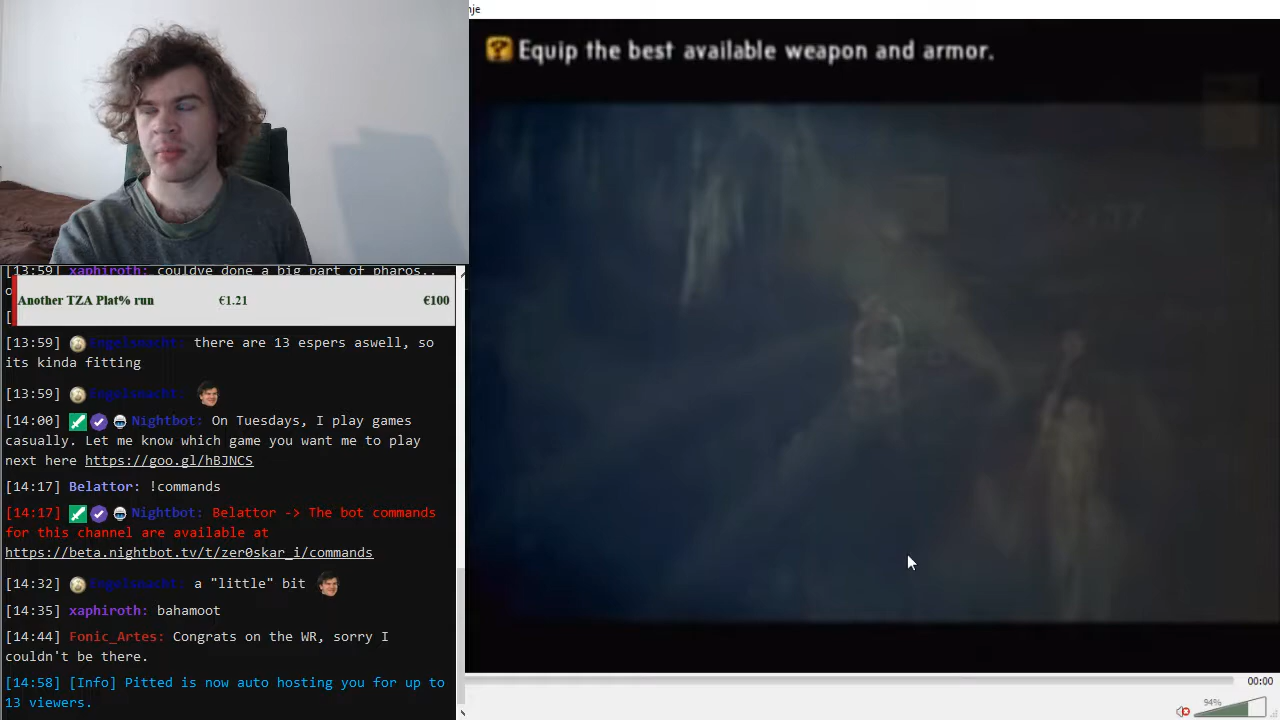 nje
Equip the best available weapon and armor.
[13:59] xaphiroth: couldve done a big part of pharos..
Another TZA Plat% run €1.21 €100
[13:59] Engelsnacht: there are 13 espers aswell, so
its kinda fitting
[13:59] Engelsnacht:
[14:00] Nightbot: On Tuesdays, I play games
casually. Let me know which game you want me to play
next here https://goo.gl/hBJNCS
[14:17] Belattor: !commands
[14:17] Nightbot: Belattor -> The bot commands
for this channel are available at
https://beta.nightbot.tv/t/zer0skar_i/commands
[14:32] Engelsnacht: a "little" bit
[14:35] xaphiroth: bahamoot
[14:44] Fonic_Artes: Congrats on the WR, sorry I
couldn't be there.
[14:58] [Info] Pitted is now auto hosting you for up to
13 viewers.
00:00
94%